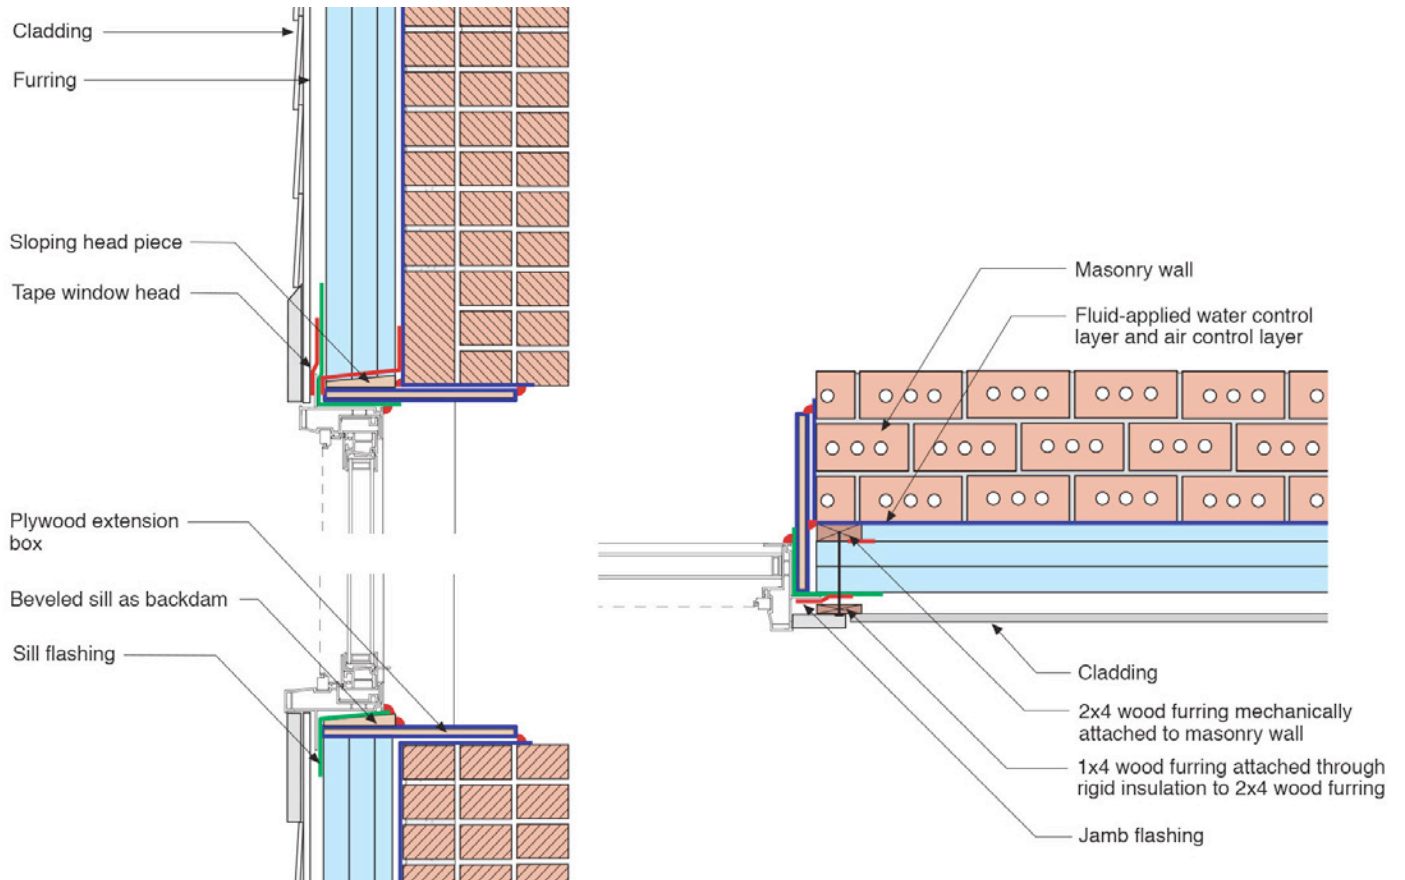 Cladding
Furring
Sloping head piece
Tape window head
Plywood extension
box
Beveled sill as backdam
Sill flashing
Masonry wall
Fluid-applied water control
layer and air control layer
Cladding
2x4 wood furring mechanically
attached to masonry wall
1x4 wood furring attached through
rigid insulation to 2x4 wood furring
Jamb flashing